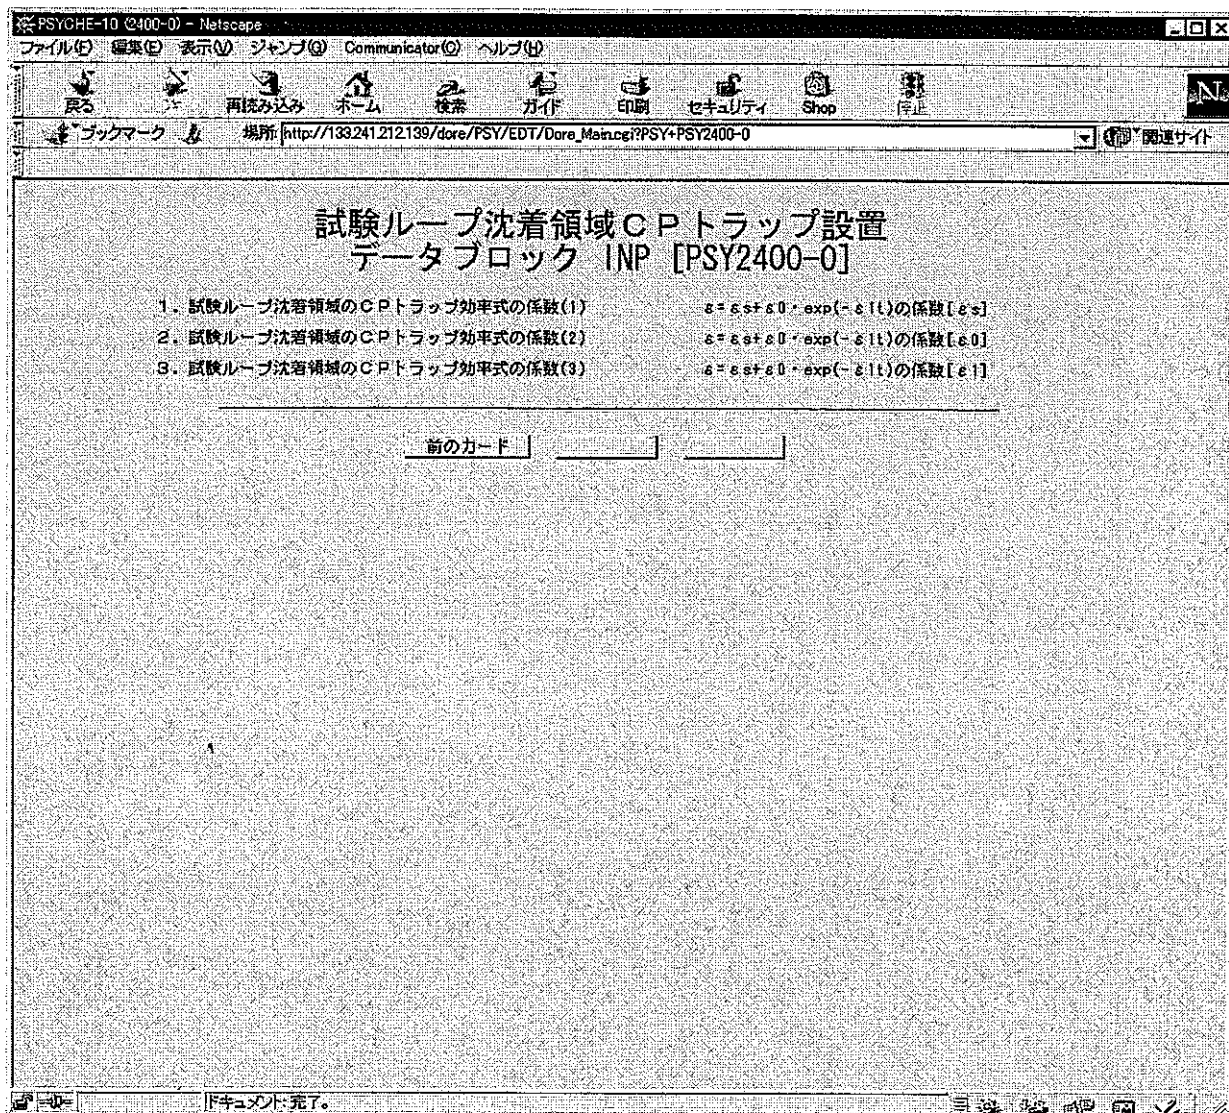 PSYCHE-10 (2400-0) - Netscape
ファイル(F) 編集(E) 表示(V) ジャンプ(G) Communicator(C) ヘルプ(H)
戻る 再読み込み ホーム 検索 ガイド 印刷 セキュリティ Shop 停止
ブックマーク 場所: http://133.241.212.139/dore/PSY/EDT/Dore_Main.cgi?PSY+PSY2400-0 関連サイト
試験ループ沈着領域CPトラップ設置
データブロック INP [PSY2400-0]
1. 試験ループ沈着領域のCPトラップ効率式の係数(1) ε=εs+ε0・exp(-ε1t)の係数[εs]
2. 試験ループ沈着領域のCPトラップ効率式の係数(2) ε=εs+ε0・exp(-ε1t)の係数[ε0]
3. 試験ループ沈着領域のCPトラップ効率式の係数(3) ε=εs+ε0・exp(-ε1t)の係数[ε1]
前のカード
ドキュメント: 完了。